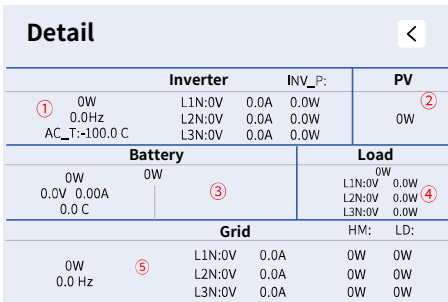 Detail <
Inverter INV_P: PV
① 0W L1N:0V 0.0A 0.0W ②
0.0Hz L2N:0V 0.0A 0.0W 0W
AC_T:-100.0 C L3N:0V 0.0A 0.0W
Battery Load
0W 0W 0W
0.0V 0.00A ③ L1N:0V 0.0W ④
0.0 C L2N:0V 0.0W
L3N:0V 0.0W
Grid HM: LD:
L1N:0V 0.0A 0W 0W
0W ⑤ L2N:0V 0.0A 0W 0W
0.0 Hz L3N:0V 0.0A 0W 0W